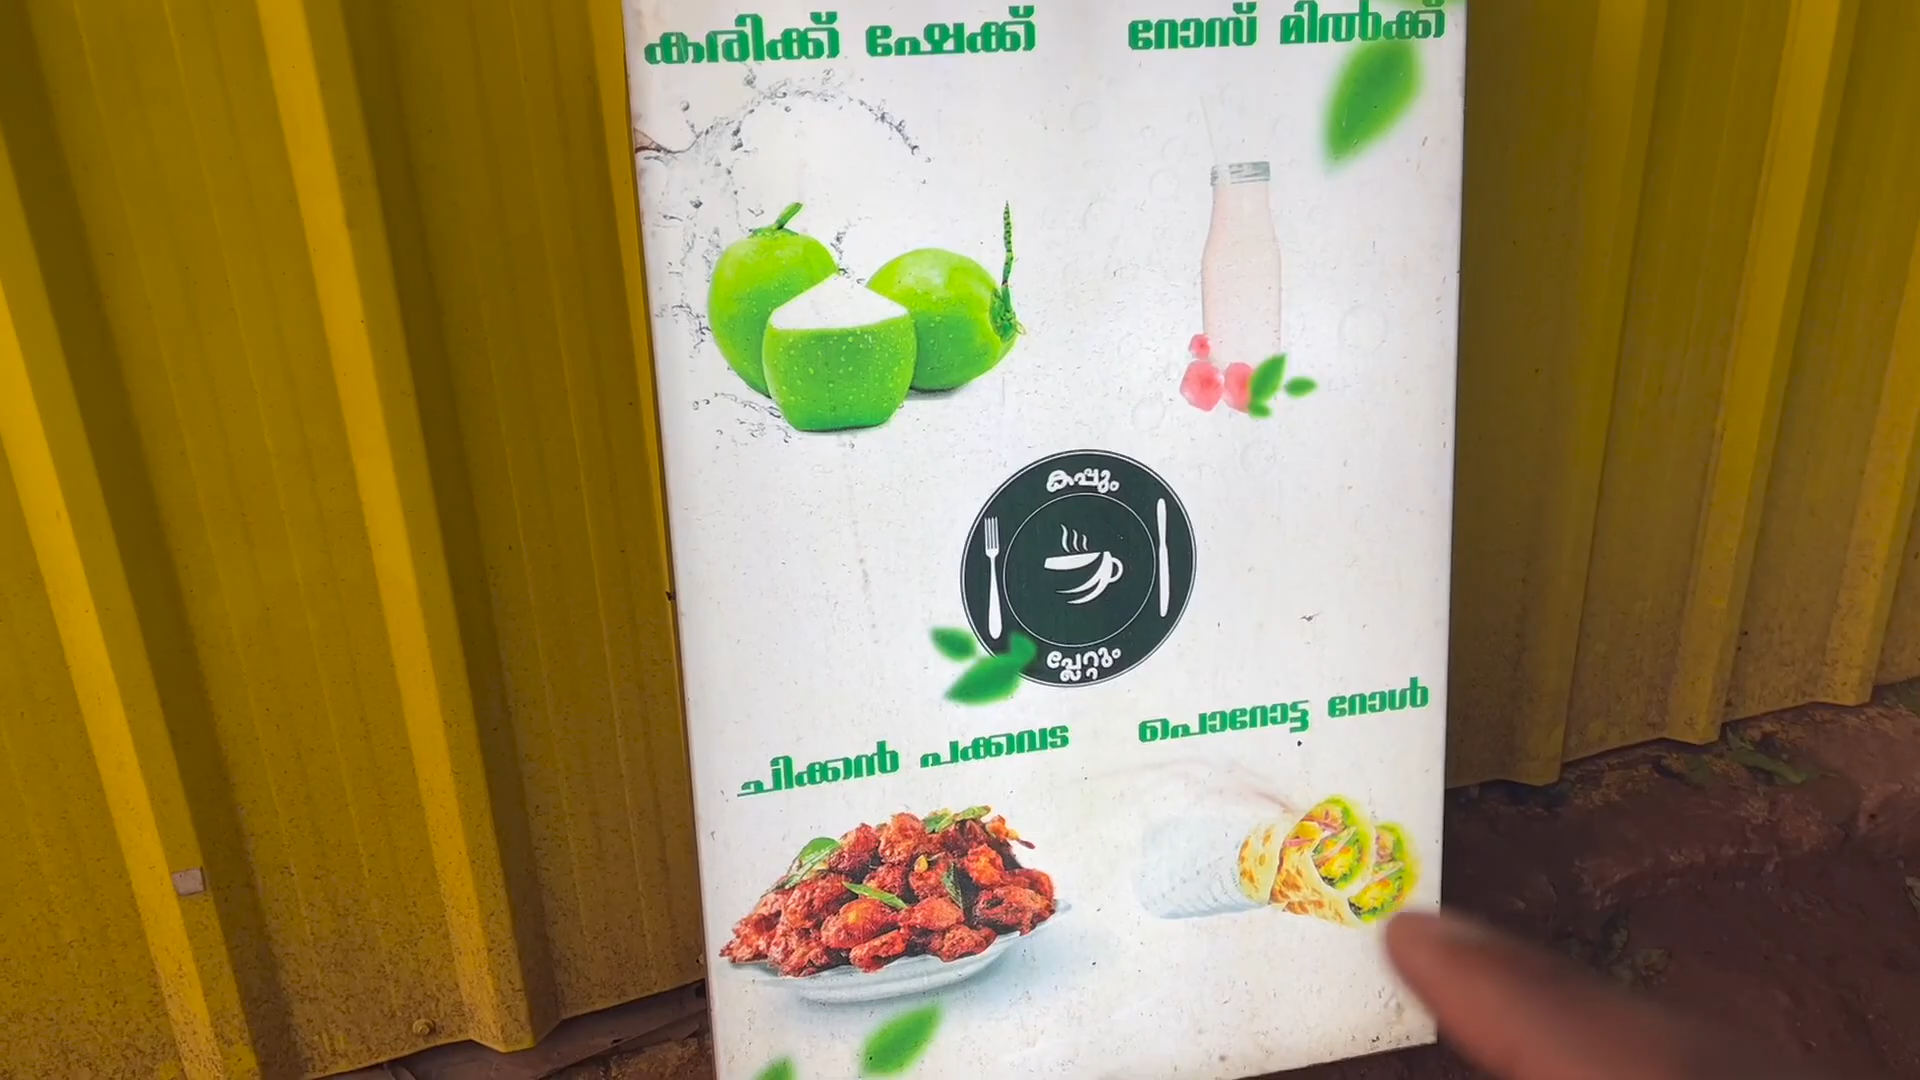 കരിക്ക് ഷേക്ക്
റോസ് മിൽക്ക്
കപ്പും
പ്ലേറ്റും
ചിക്കൻ പക്കവട
പൊറോട്ട റോൾ